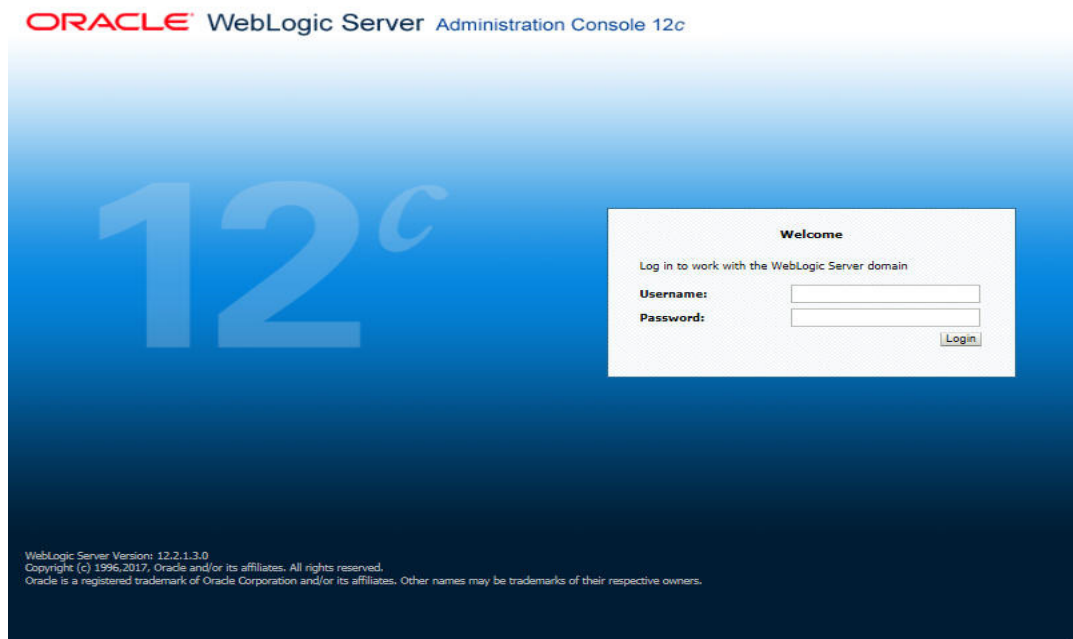 ORACLE WebLogic Server Administration Console 12c
12c
Welcome
Log in to work with the WebLogic Server domain
Username:
Password:
Login
WebLogic Server Version: 12.2.1.3.0
Copyright (c) 1996,2017, Oracle and/or its affiliates. All rights reserved.
Oracle is a registered trademark of Oracle Corporation and/or its affiliates. Other names may be trademarks of their respective owners.